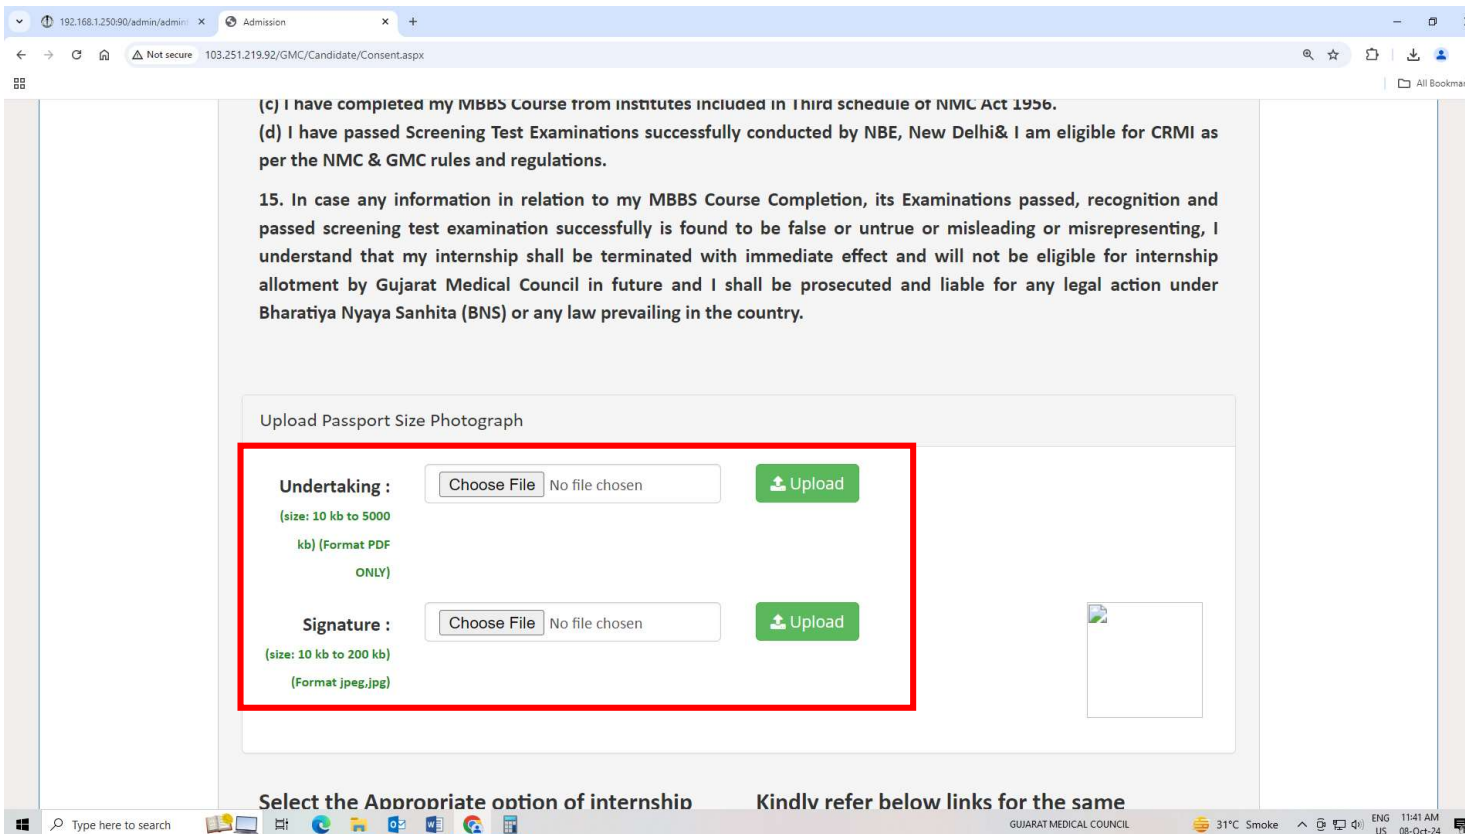 192.168.1.250:90/admin/admin
Admission
Not secure 103.251.219.92/GMC/Candidate/Consent.aspx
All Bookmar
(c) I have completed my MBBS Course from institutes included in Third schedule of NMC Act 1956.
(d) I have passed Screening Test Examinations successfully conducted by NBE, New Delhi& I am eligible for CRMI as
per the NMC & GMC rules and regulations.
15. In case any information in relation to my MBBS Course Completion, its Examinations passed, recognition and
passed screening test examination successfully is found to be false or untrue or misleading or misrepresenting, I
understand that my internship shall be terminated with immediate effect and will not be eligible for internship
allotment by Gujarat Medical Council in future and I shall be prosecuted and liable for any legal action under
Bharatiya Nyaya Sanhita (BNS) or any law prevailing in the country.
Upload Passport Size Photograph
Undertaking : Choose File No file chosen Upload
(size: 10 kb to 5000
kb) (Format PDF
ONLY)
Signature : Choose File No file chosen Upload
(size: 10 kb to 200 kb)
(Format jpeg,jpg)
Select the Appropriate option of internship Kindly refer below links for the same
Type here to search GUJARAT MEDICAL COUNCIL 31°C Smoke ENG 11:41 AM
US 08-Oct-24